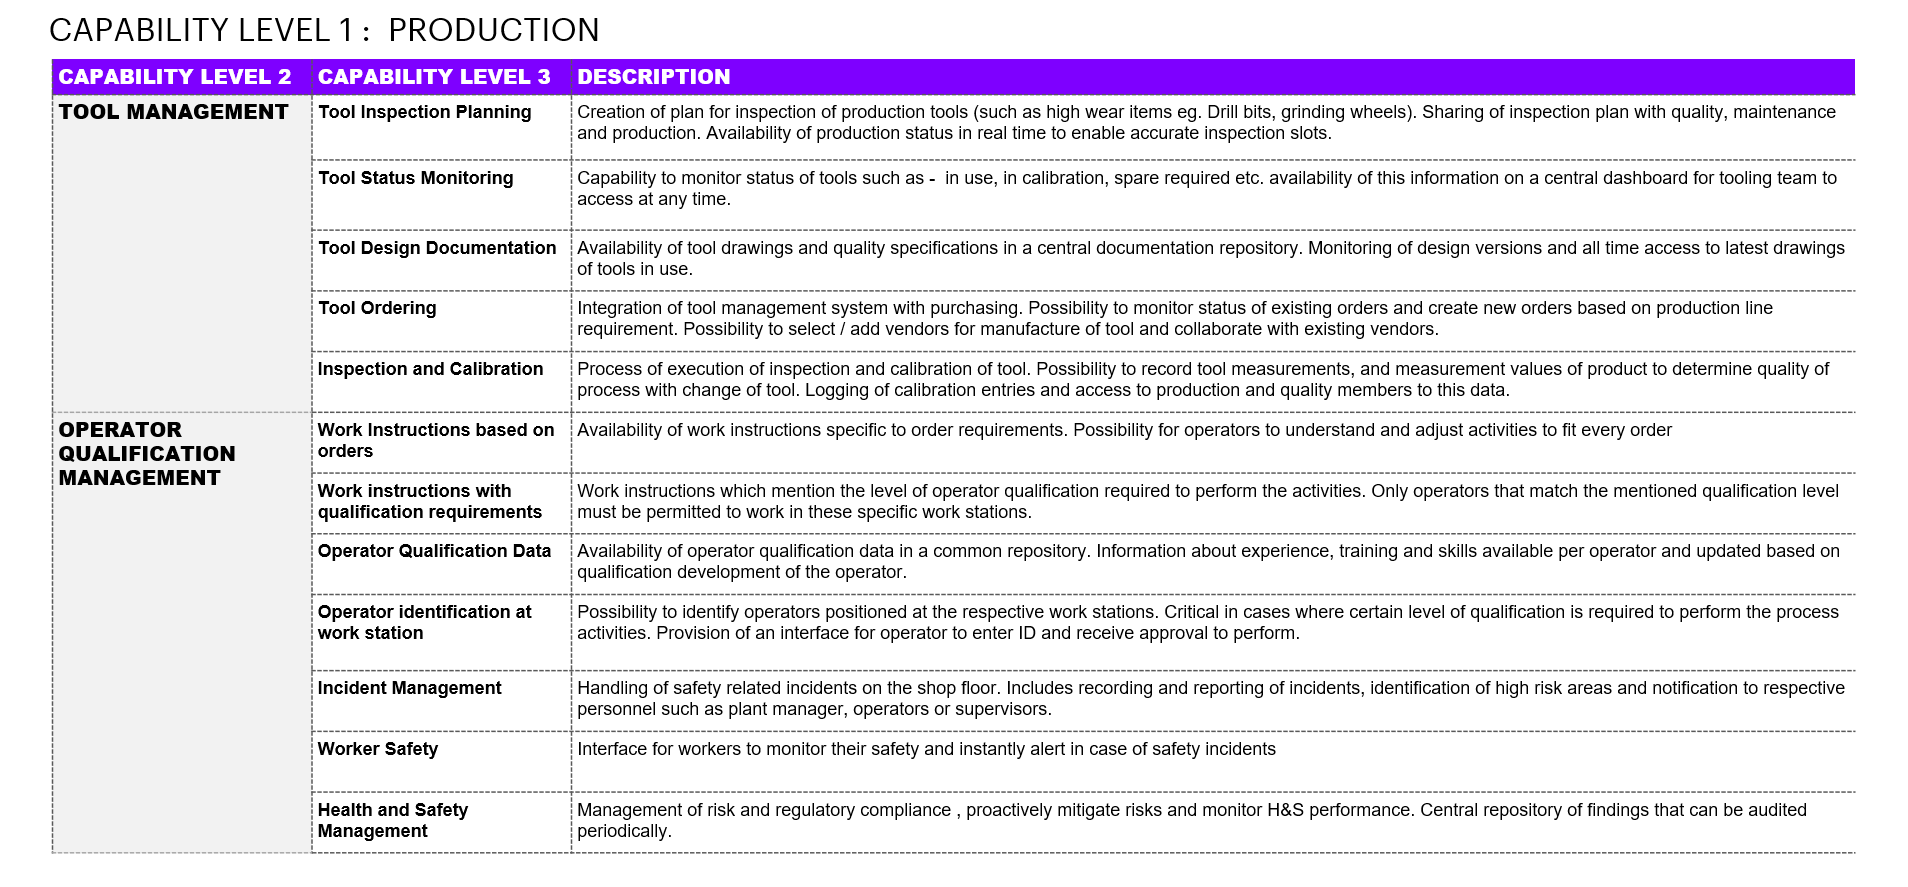 CAPABILITY LEVEL 1 :  PRODUCTION
CAPABILITY LEVEL 2
CAPABILITY LEVEL 3
DESCRIPTION
TOOL MANAGEMENT
Tool Inspection Planning
Creation of plan for inspection of production tools (such as high wear items eg. Drill bits, grinding wheels). Sharing of inspection plan with quality, maintenance
and production. Availability of production status in real time to enable accurate inspection slots.
Tool Status Monitoring
Capability to monitor status of tools such as -  in use, in calibration, spare required etc. availability of this information on a central dashboard for tooling team to
access at any time.
Tool Design Documentation
Availability of tool drawings and quality specifications in a central documentation repository. Monitoring of design versions and all time access to latest drawings
of tools in use.
Tool Ordering
Integration of tool management system with purchasing. Possibility to monitor status of existing orders and create new orders based on production line
requirement. Possibility to select / add vendors for manufacture of tool and collaborate with existing vendors.
Inspection and Calibration
Process of execution of inspection and calibration of tool. Possibility to record tool measurements, and measurement values of product to determine quality of
process with change of tool. Logging of calibration entries and access to production and quality members to this data.
OPERATOR
QUALIFICATION
MANAGEMENT
Work Instructions based on
orders
Availability of work instructions specific to order requirements. Possibility for operators to understand and adjust activities to fit every order
Work instructions with
qualification requirements
Work instructions which mention the level of operator qualification required to perform the activities. Only operators that match the mentioned qualification level
must be permitted to work in these specific work stations.
Operator Qualification Data
Availability of operator qualification data in a common repository. Information about experience, training and skills available per operator and updated based on
qualification development of the operator.
Operator identification at
work station
Possibility to identify operators positioned at the respective work stations. Critical in cases where certain level of qualification is required to perform the process
activities. Provision of an interface for operator to enter ID and receive approval to perform.
Incident Management
Handling of safety related incidents on the shop floor. Includes recording and reporting of incidents, identification of high risk areas and notification to respective
personnel such as plant manager, operators or supervisors.
Worker Safety
Interface for workers to monitor their safety and instantly alert in case of safety incidents
Health and Safety
Management
Management of risk and regulatory compliance , proactively mitigate risks and monitor H&S performance. Central repository of findings that can be audited
periodically.